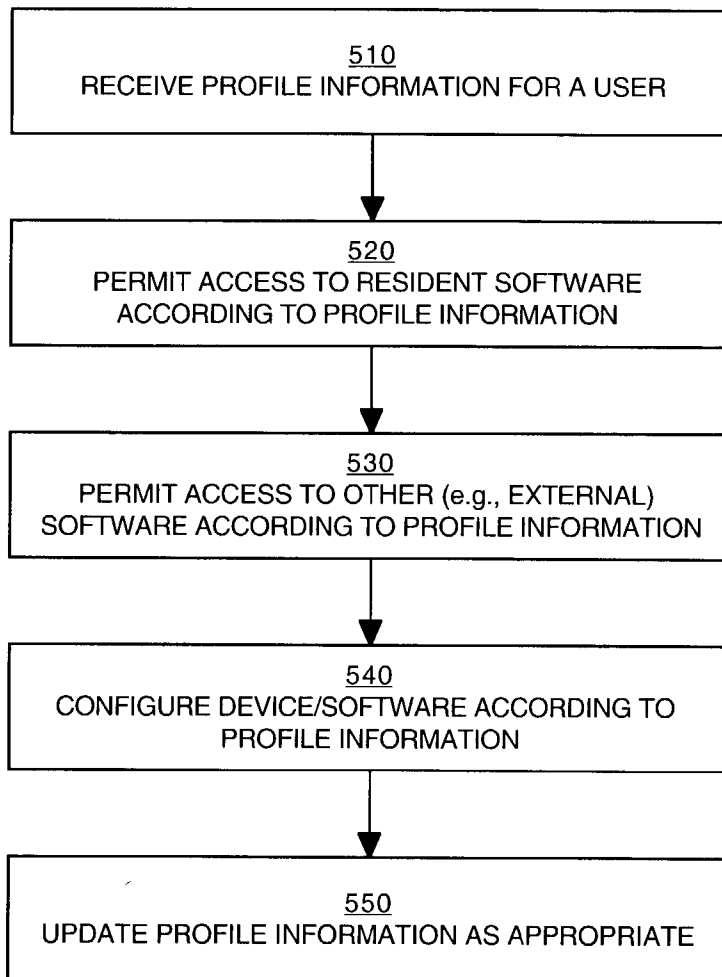 510
RECEIVE PROFILE INFORMATION FOR A USER
520
PERMIT ACCESS TO RESIDENT SOFTWARE
ACCORDING TO PROFILE INFORMATION
530
PERMIT ACCESS TO OTHER (e.g., EXTERNAL)
SOFTWARE ACCORDING TO PROFILE INFORMATION
540
CONFIGURE DEVICE/SOFTWARE ACCORDING TO
PROFILE INFORMATION
550
UPDATE PROFILE INFORMATION AS APPROPRIATE